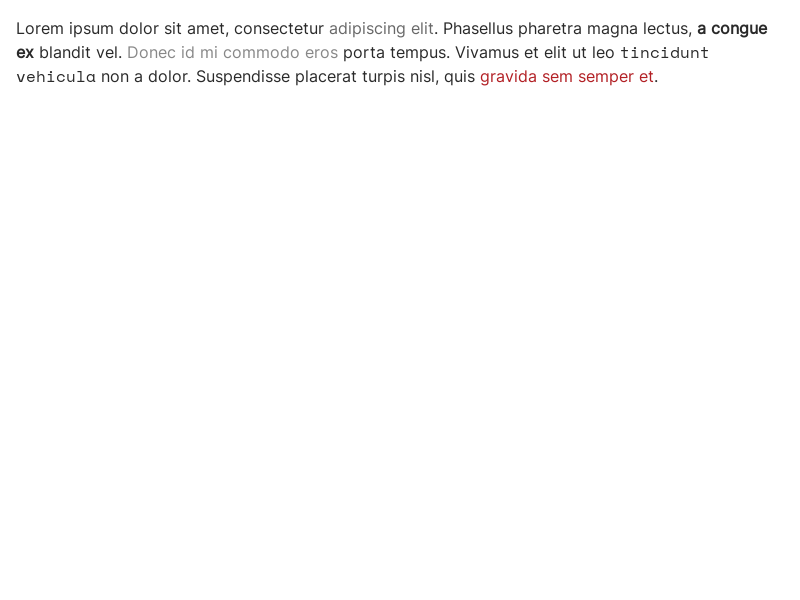 Lorem ipsum dolor sit amet, consectetur adipiscing elit. Phasellus pharetra magna lectus, a congue
ex blandit vel. Donec id mi commodo eros porta tempus. Vivamus et elit ut leo tincidunt
vehicula non a dolor. Suspendisse placerat turpis nisl, quis gravida sem semper et.